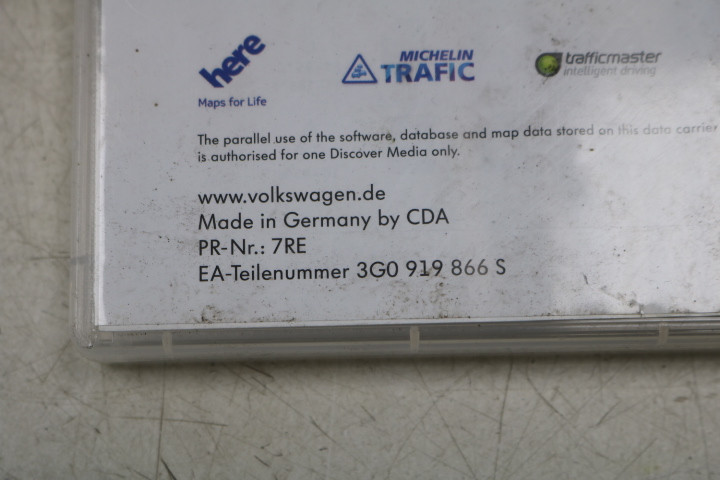 here
Maps for Life
MICHELIN
TRAFIC
trafficmaster
intelligent driving
The parallel use of the software, database and map data stored on this data carrier
is authorised for one Discover Media only.
www.volkswagen.de
Made in Germany by CDA
PR-Nr.: 7RE
EA-Teilenummer 3G0 919 866 S